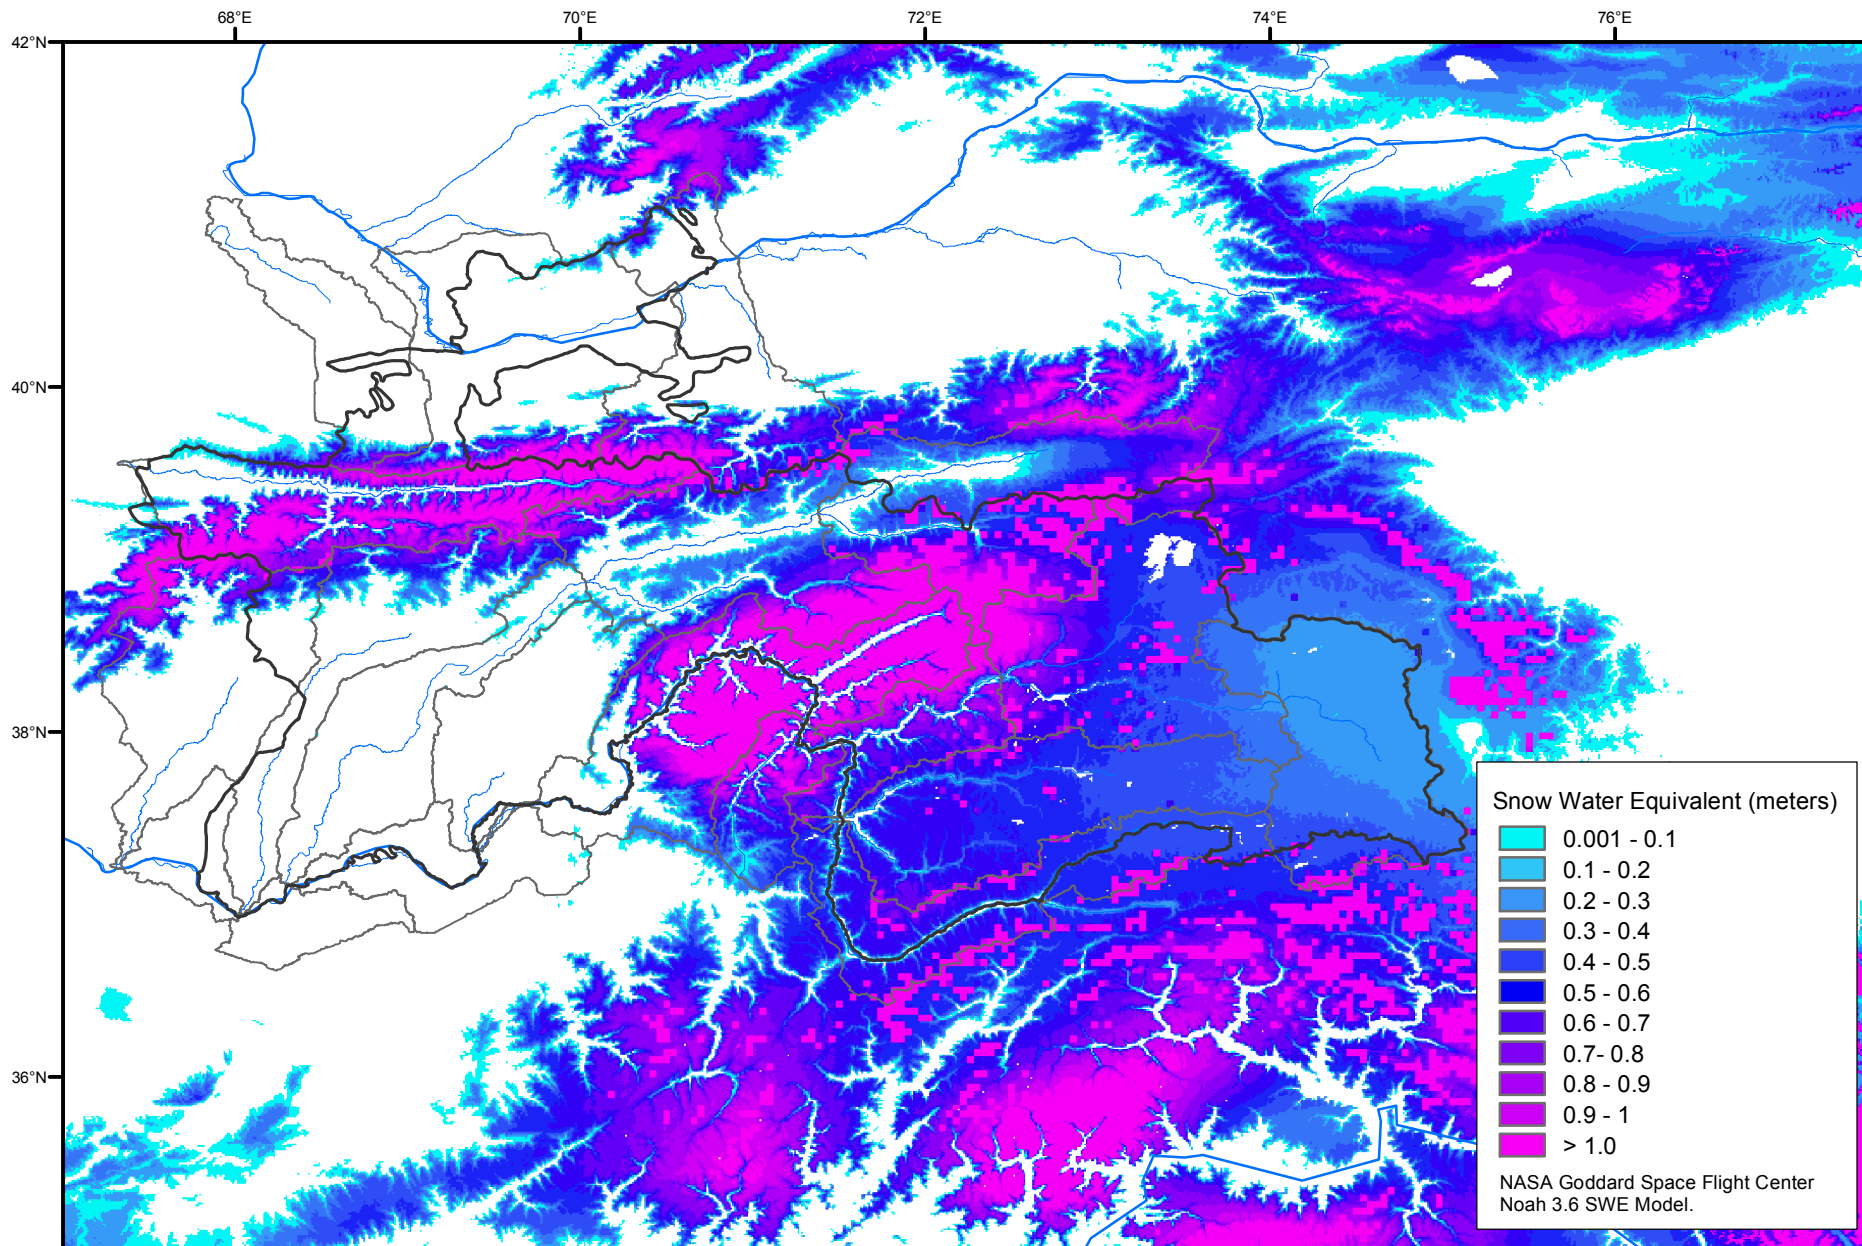 68°E
70°E
72°E
74°E
76°E
42°N
40°N
38°N
36°N
Snow Water Equivalent (meters)
0.001 - 0.1
0.1 - 0.2
0.2 - 0.3
0.3 - 0.4
0.4 - 0.5
0.5 - 0.6
0.6 - 0.7
0.7- 0.8
0.8 - 0.9
0.9 - 1
> 1.0
NASA Goddard Space Flight Center
Noah 3.6 SWE Model.